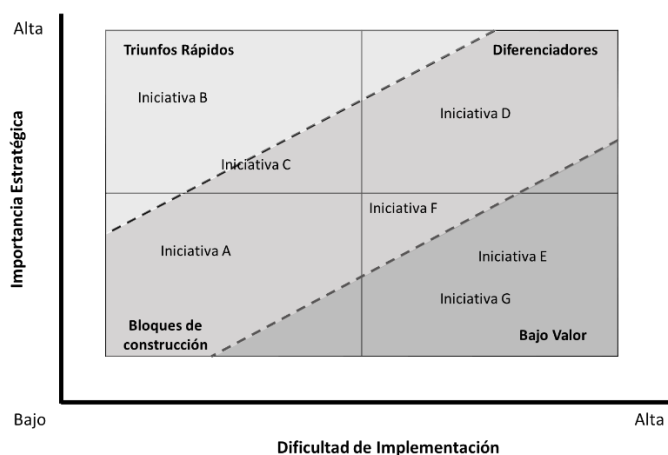 Alta
Triunfos Rápidos
Diferenciadores
Iniciativa B
Iniciativa D
Importancia Estratégica
Iniciativa C
Iniciativa F
Iniciativa A
Iniciativa E
Iniciativa G
Bloques de
construcción
Bajo Valor
Bajo
Alta
Dificultad de Implementación